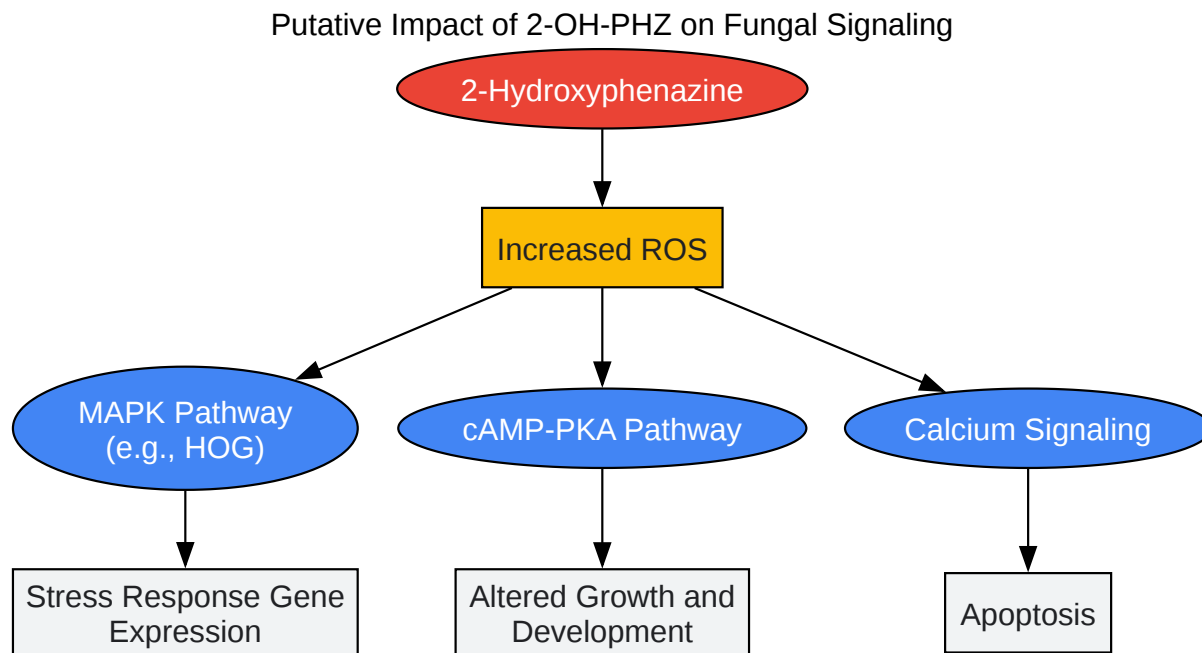 Putative Impact of 2-OH-PHZ on Fungal Signaling
2-Hydroxyphenazine
Increased ROS
MAPK Pathway
(e.g., HOG)
cAMP-PKA Pathway
Calcium Signaling
Stress Response Gene
Expression
Altered Growth and
Development
Apoptosis